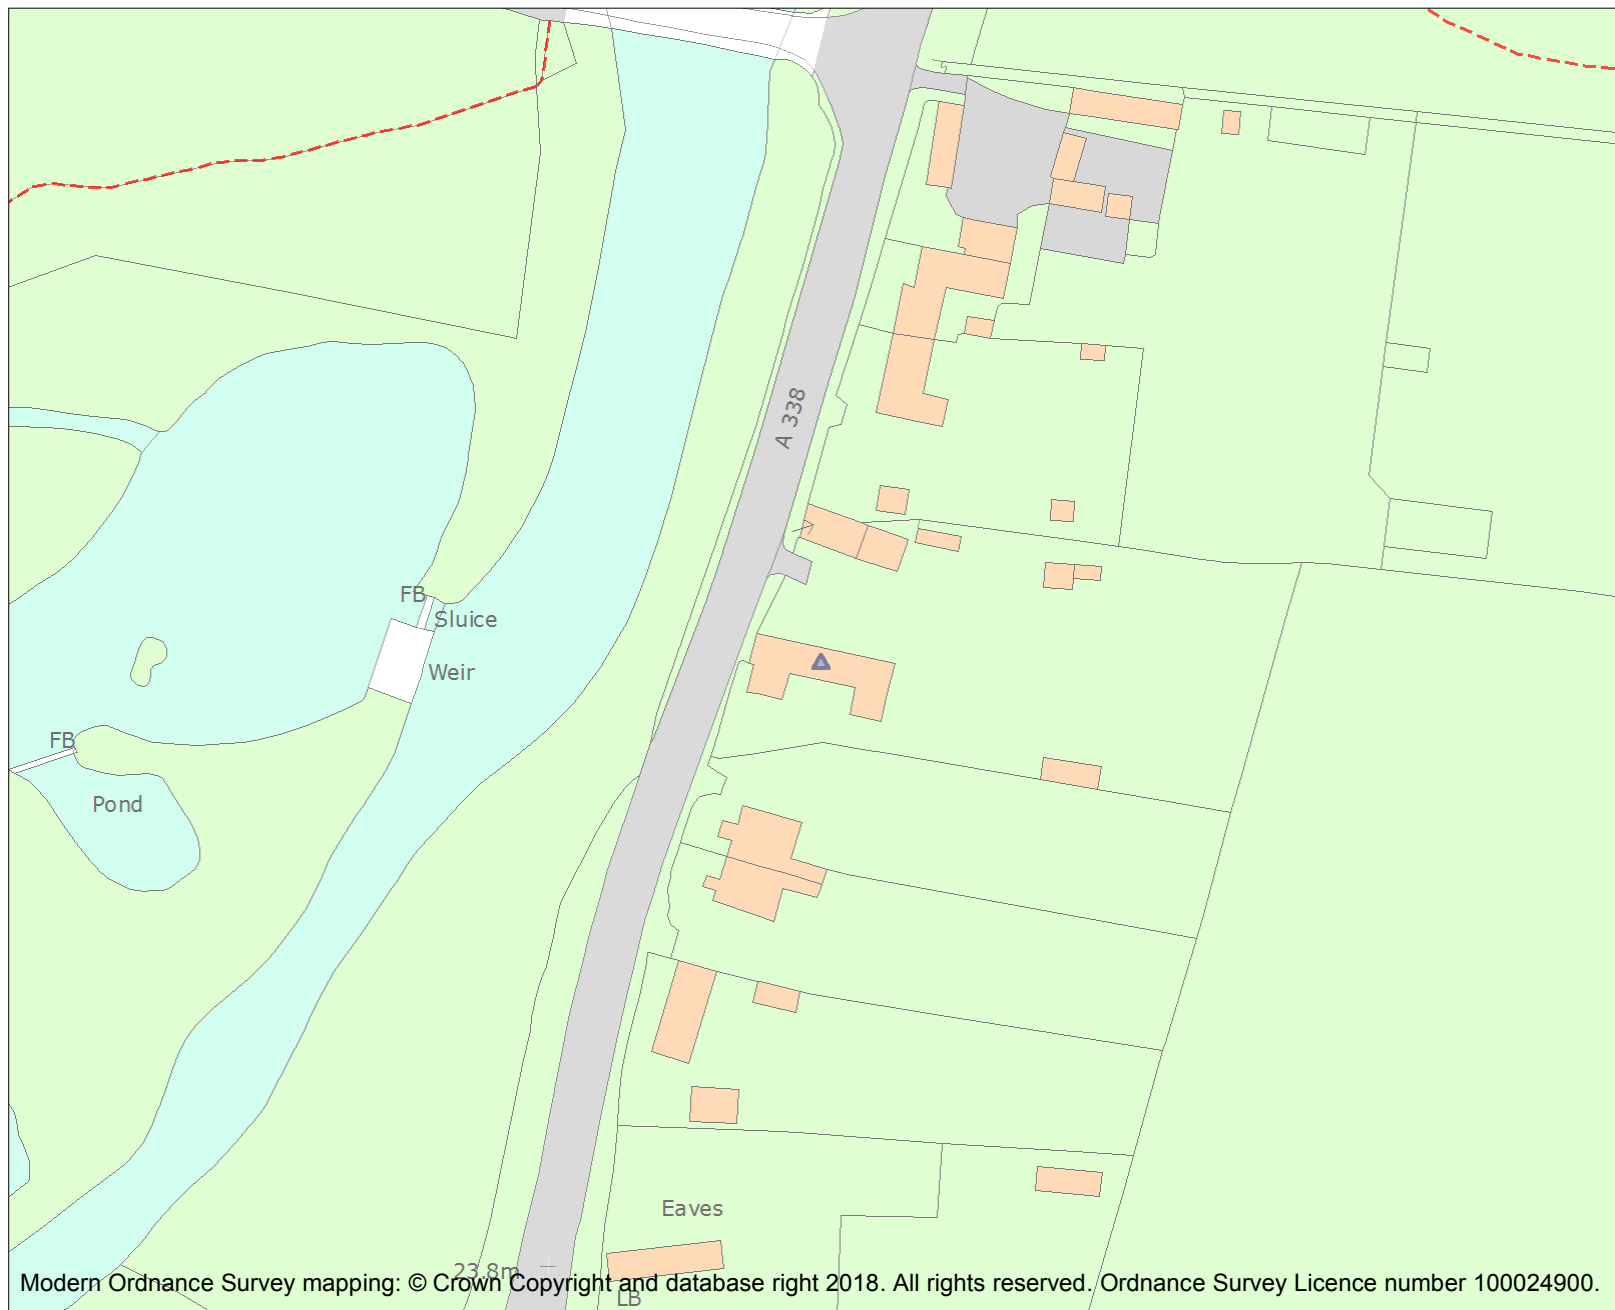 A 338
FB
Sluice
Weir
FB
Pond
Eaves
23.8m
Modern Ordnance Survey mapping: © Crown Copyright and database right 2018. All rights reserved. Ordnance Survey Licence number 100024900.
LB